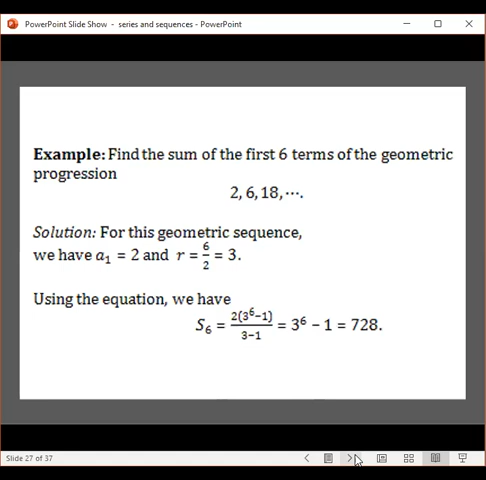 PowerPoint Slide Show - series and sequences - PowerPoint
Example: Find the sum of the first 6 terms of the geometric
progression
2, 6, 18, ⋯.
Solution: For this geometric sequence,
we have a₁ = 2 and r = 6/2 = 3.
Using the equation, we have
S₆ = 2(3⁶−1)/3−1 = 3⁶ − 1 = 728.
Slide 27 of 37